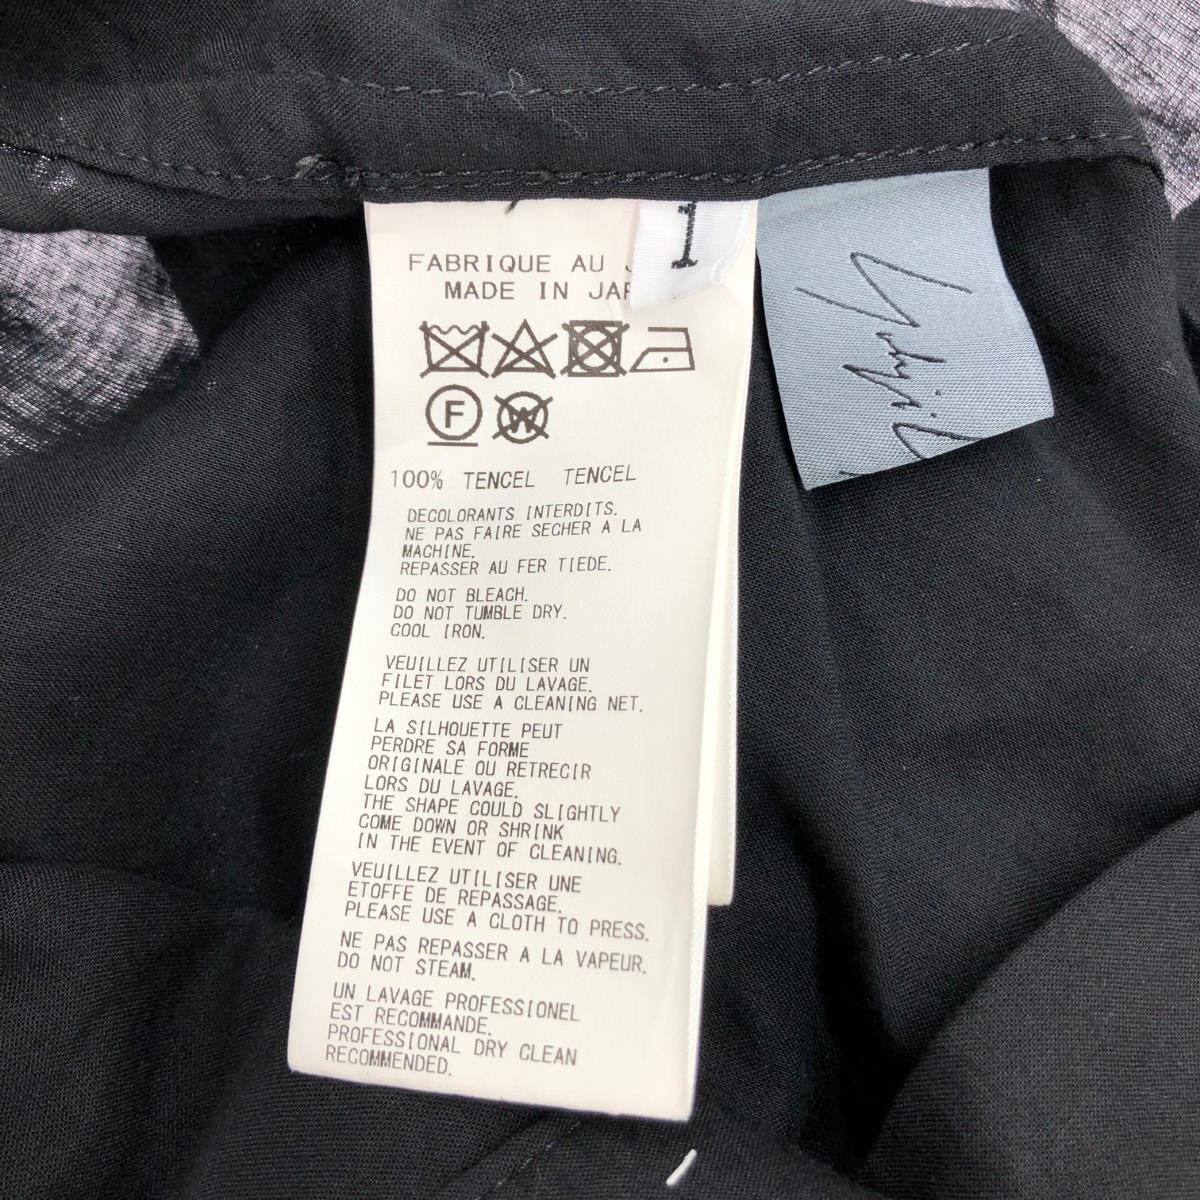 1
FABRIQUE AU
MADE IN
F
W
100% TENCEL TENCEL
DECOLORANTS INTERDITS.
NE PAS FAIRE SECHER A LA
MACHINE.
REPASSER AU FER TIEDE.
DO NOT BLEACH.
DO NOT TUMBLE DRY.
COOL IRON.
VEUILLEZ UTILISER UN
FILET LORS DU LAVAGE.
PLEASE USE A CLEANING NET.
LA SILHOUETTE PEUT
PERDRE SA FORME
ORIGINALE OU RETRECIR
LORS DU LAVAGE.
THE SHAPE COULD SLIGHTLY
COME DOWN OR SHRINK
IN THE EVENT OF CLEANING.
VEUILLEZ UTILISER UNE
ETOFFE DE REPASSAGE.
PLEASE USE A CLOTH TO PRESS.
NE PAS REPASSER A LA VAPEUR.
DO NOT STEAM.
UN LAVAGE PROFESSIONEL
EST RECOMMANDE.
PROFESSIONAL DRY CLEAN
RECOMMENDED.
Yohji